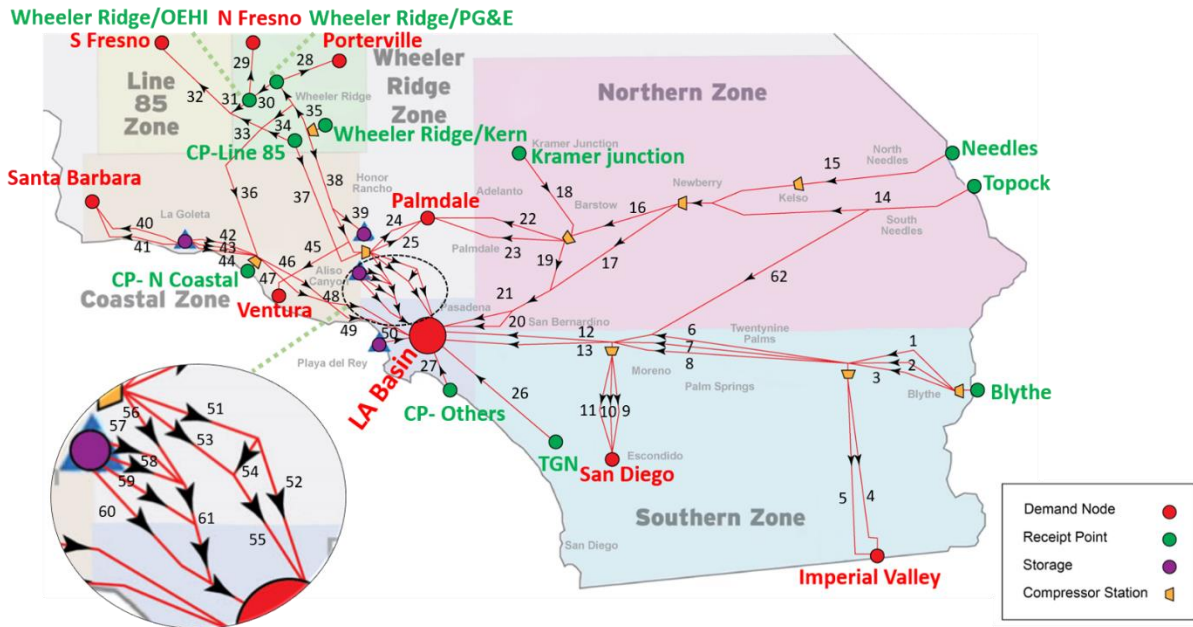 Wheeler Ridge/OEHI N Fresno Wheeler Ridge/PG&E
S Fresno
Porterville
29
28
Line
85
Zone
Wheeler
Ridge
Zone
Northern Zone
32
31
30
Wheeler Ridge
35
33
34
Wheeler Ridge/Kern
CP-Line 85
Kramer Junction
Kramer junction
North
Needles
Needles
15
Topock
Santa Barbara
36
38
Honor
Rancho
Palmdale
Adelanto
18
Newberry
Kelso
14
South
Needles
La Goleta
37
39
24
22
Barstow
16
40
41
42
43
44
45
46
25
Palmdale
23
19
17
62
CP- N Coastal
Coastal Zone
47
Aliso
Canyon
48
Ventura
49
Pasadena
21
20
San Bernardino
12
13
6
7
8
Twentynine
Palms
1
2
3
50
Playa del Rey
LA Basin
27
26
Moreno
Palm Springs
Blythe
Blythe
CP- Others
11
10
9
TGN
Escondido
San Diego
5
4
Southern Zone
San Diego
Imperial Valley
56
51
57
53
58
54
52
59
60
61
55
Demand Node
Receipt Point
Storage
Compressor Station